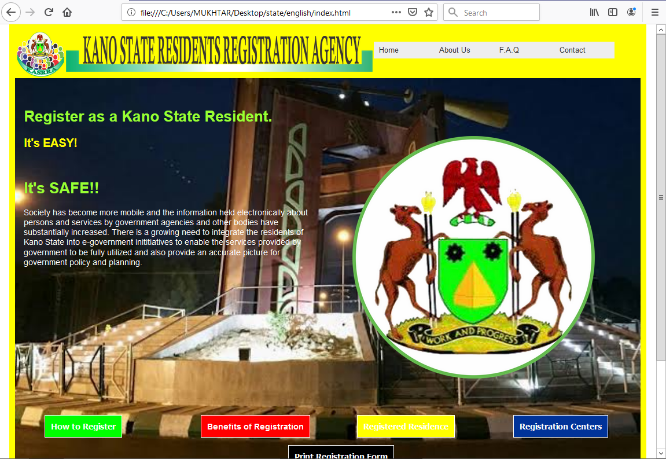 file:///C:/Users/MUKHTAR/Desktop/state/english/index.html
Search
KASRRA
KANO STATE RESIDENTS REGISTRATION AGENCY
Home About Us F.A.Q Contact
Register as a Kano State Resident.
It's EASY!
It's SAFE!!
Society has become more mobile and the information held electronically about
persons and services by government agencies and other bodies have
substantially increased. There is a growing need to integrate the residents of
Kano State into e-government inititiatives to enable the services provided by
government to be fully utilized and also provide an accurate picture for
government policy and planning.
WORK AND PROGRESS
How to Register Benefits of Registration Registered Residence Registration Centers
Print Registration Form